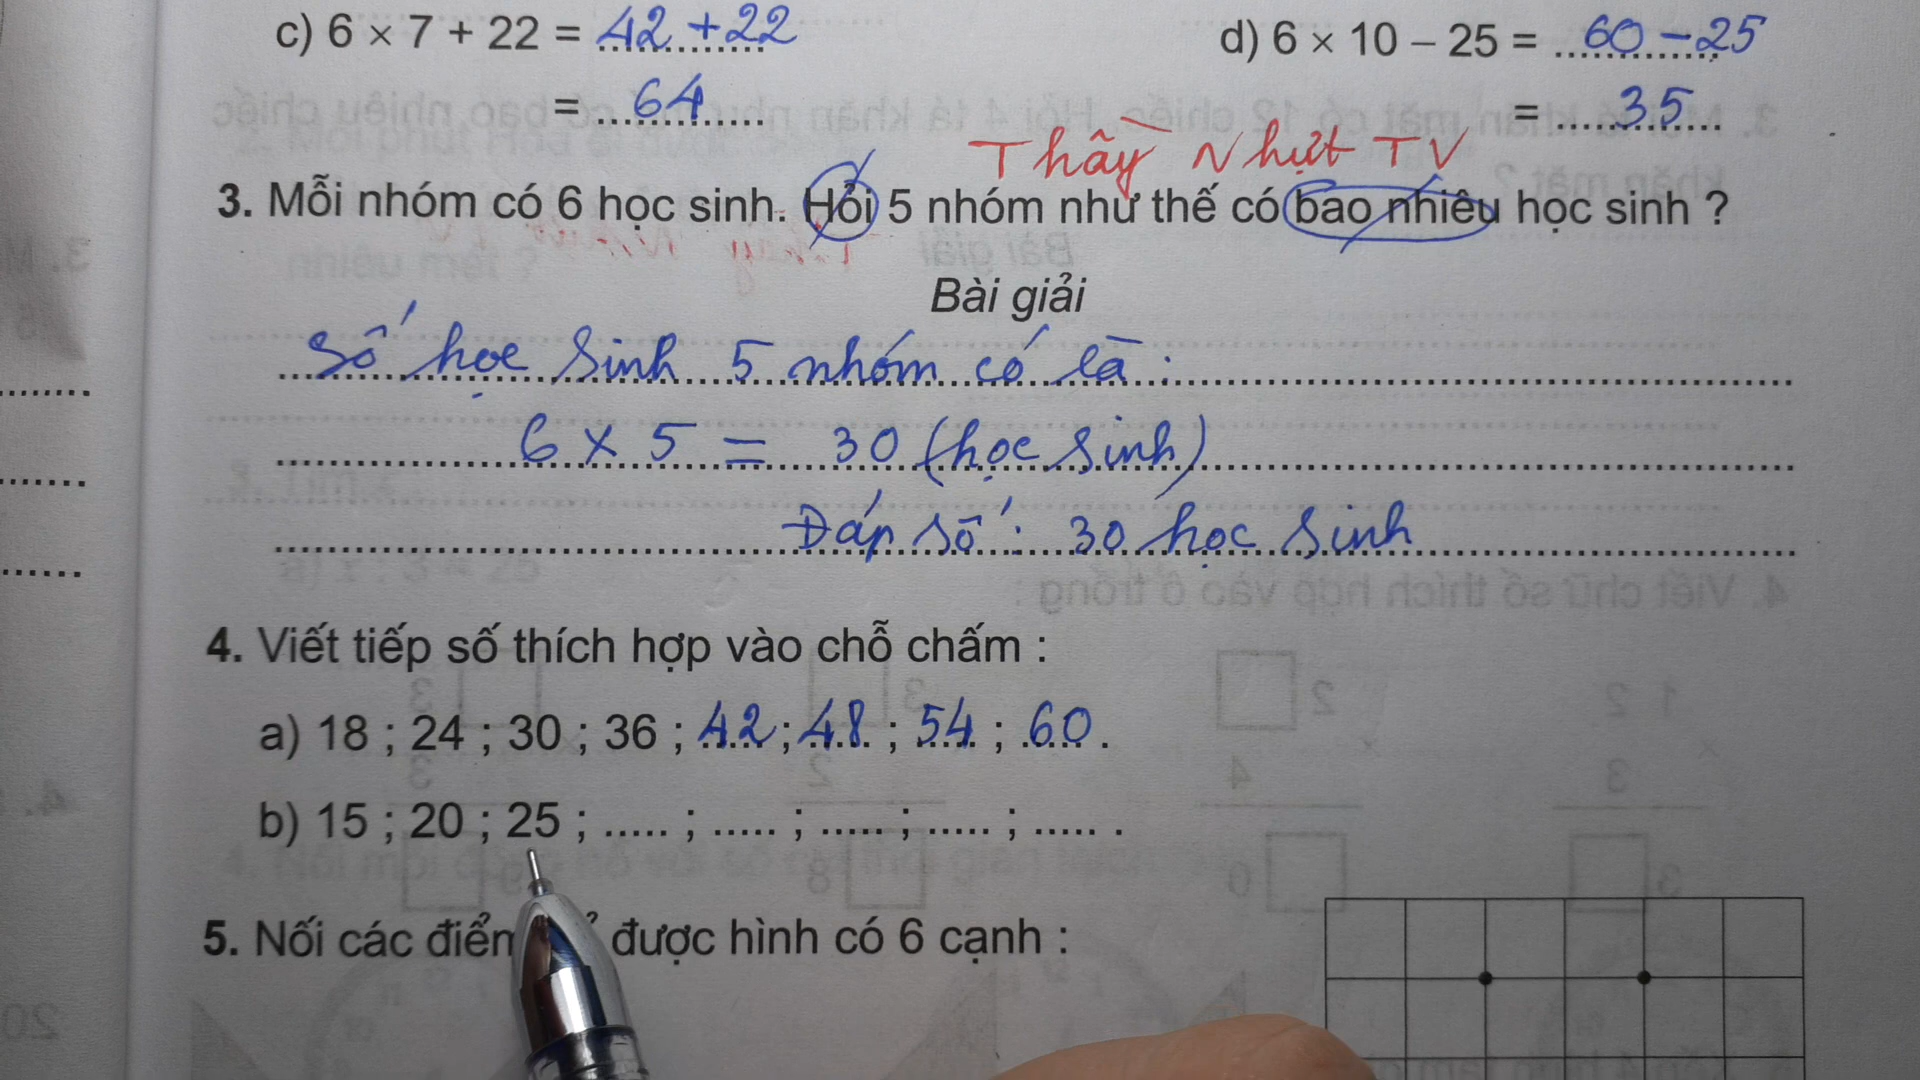 c) 6 × 7 + 22 = 42 + 22
= 64
d) 6 × 10 – 25 = 60 – 25
= 35
Thầy Nhựt TV
3. Mỗi nhóm có 6 học sinh. Hỏi 5 nhóm như thế có bao nhiêu học sinh ?
Bài giải
Số học sinh 5 nhóm có là :
6 × 5 = 30 (học sinh)
Đáp số : 30 học sinh
4. Viết tiếp số thích hợp vào chỗ chấm :
a) 18 ; 24 ; 30 ; 36 ; 42 ; 48 ; 54 ; 60 .
b) 15 ; 20 ; 25 ; ..... ; ..... ; ..... ; ..... ; ..... .
5. Nối các được hình có 6 cạnh :